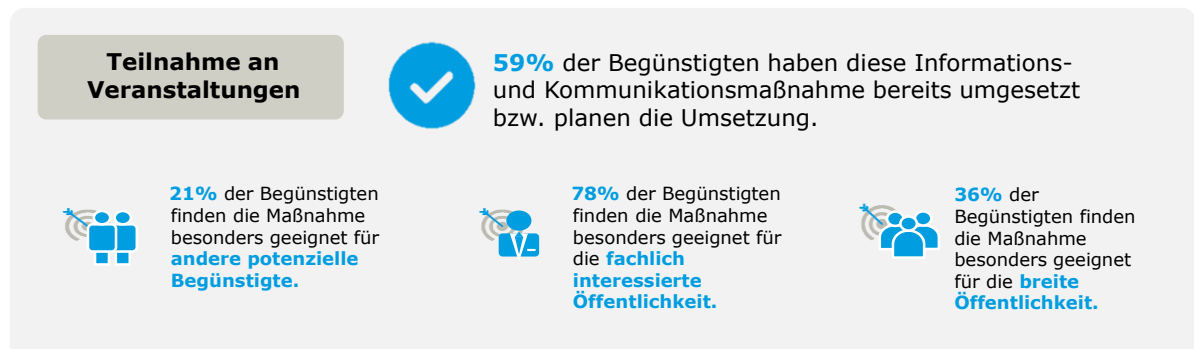 Teilnahme an
Veranstaltungen
59% der Begünstigten haben diese Informations-
und Kommunikationsmaßnahme bereits umgesetzt
bzw. planen die Umsetzung.
21% der Begünstigten
finden die Maßnahme
besonders geeignet für
andere potenzielle
Begünstigte.
78% der Begünstigten
finden die Maßnahme
besonders geeignet für
die fachlich
interessierte
Öffentlichkeit.
36% der
Begünstigten finden
die Maßnahme
besonders geeignet
für die breite
Öffentlichkeit.